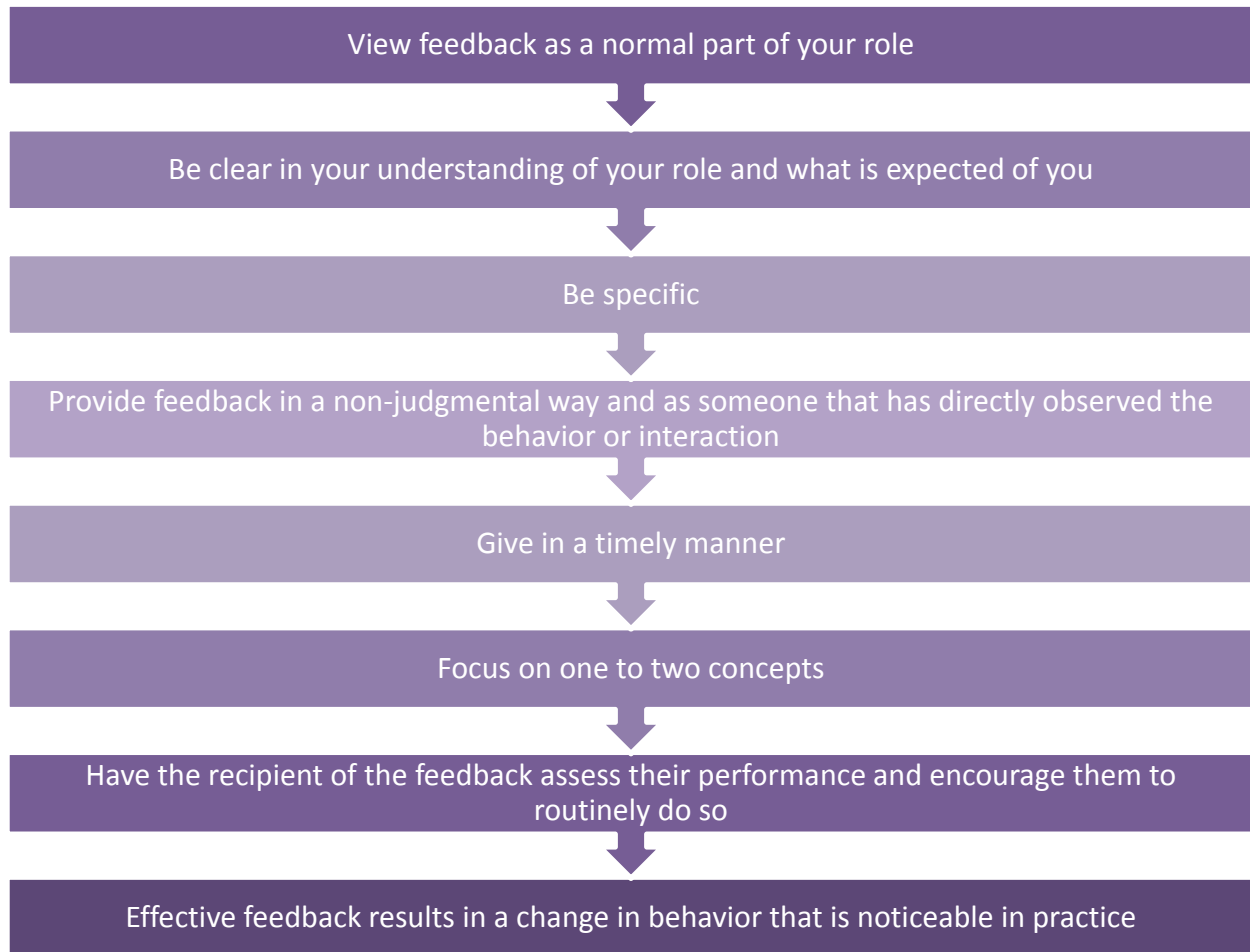 View feedback as a normal part of your role
Be clear in your understanding of your role and what is expected of you
Be specific
Provide feedback in a non-judgmental way and as someone that has directly observed the
behavior or interaction
Give in a timely manner
Focus on one to two concepts
Have the recipient of the feedback assess their performance and encourage them to
routinely do so
Effective feedback results in a change in behavior that is noticeable in practice